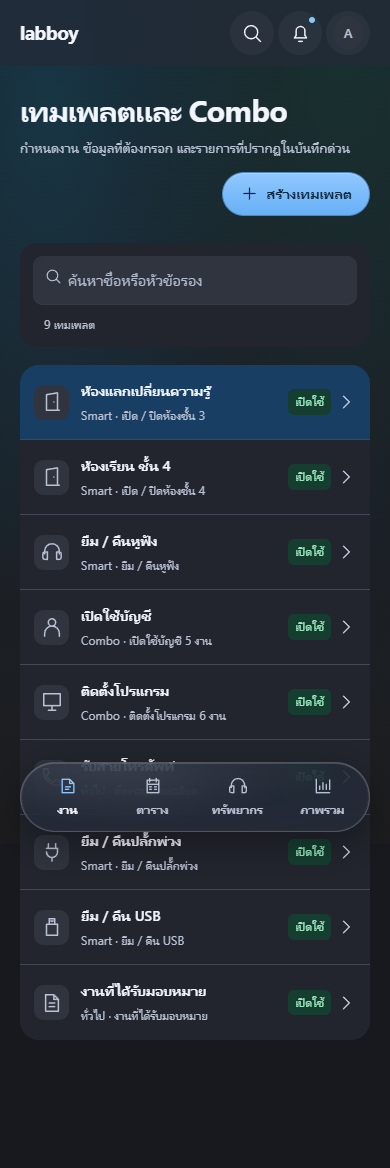 labboy
A
เทมเพลตและ Combo
กำหนดงาน ข้อมูลที่ต้องกรอก และรายการที่ปรากฏในบันทึกด่วน
สร้างเทมเพลต
ค้นหาชื่อหรือหัวข้อรอง
9 เทมเพลต
ห้องแลกเปลี่ยนความรู้
Smart · เปิด / ปิดห้องชั้น 3
เปิดใช้
ห้องเรียน ชั้น 4
Smart · เปิด / ปิดห้องชั้น 4
เปิดใช้
ยืม / คืนหูฟัง
Smart · ยืม / คืนหูฟัง
เปิดใช้
เปิดใช้บัญชี
Combo · เปิดใช้บัญชี 5 งาน
เปิดใช้
ติดตั้งโปรแกรม
Combo · ติดตั้งโปรแกรม 6 งาน
เปิดใช้
รับสายโทรศัพท์
เปิดใช้
งาน
ตาราง
ทรัพยากร
ภาพรวม
ยืม / คืนปลั๊กพ่วง
Smart · ยืม / คืนปลั๊กพ่วง
เปิดใช้
ยืม / คืน USB
Smart · ยืม / คืน USB
เปิดใช้
งานที่ได้รับมอบหมาย
ทั่วไป · งานที่ได้รับมอบหมาย
เปิดใช้